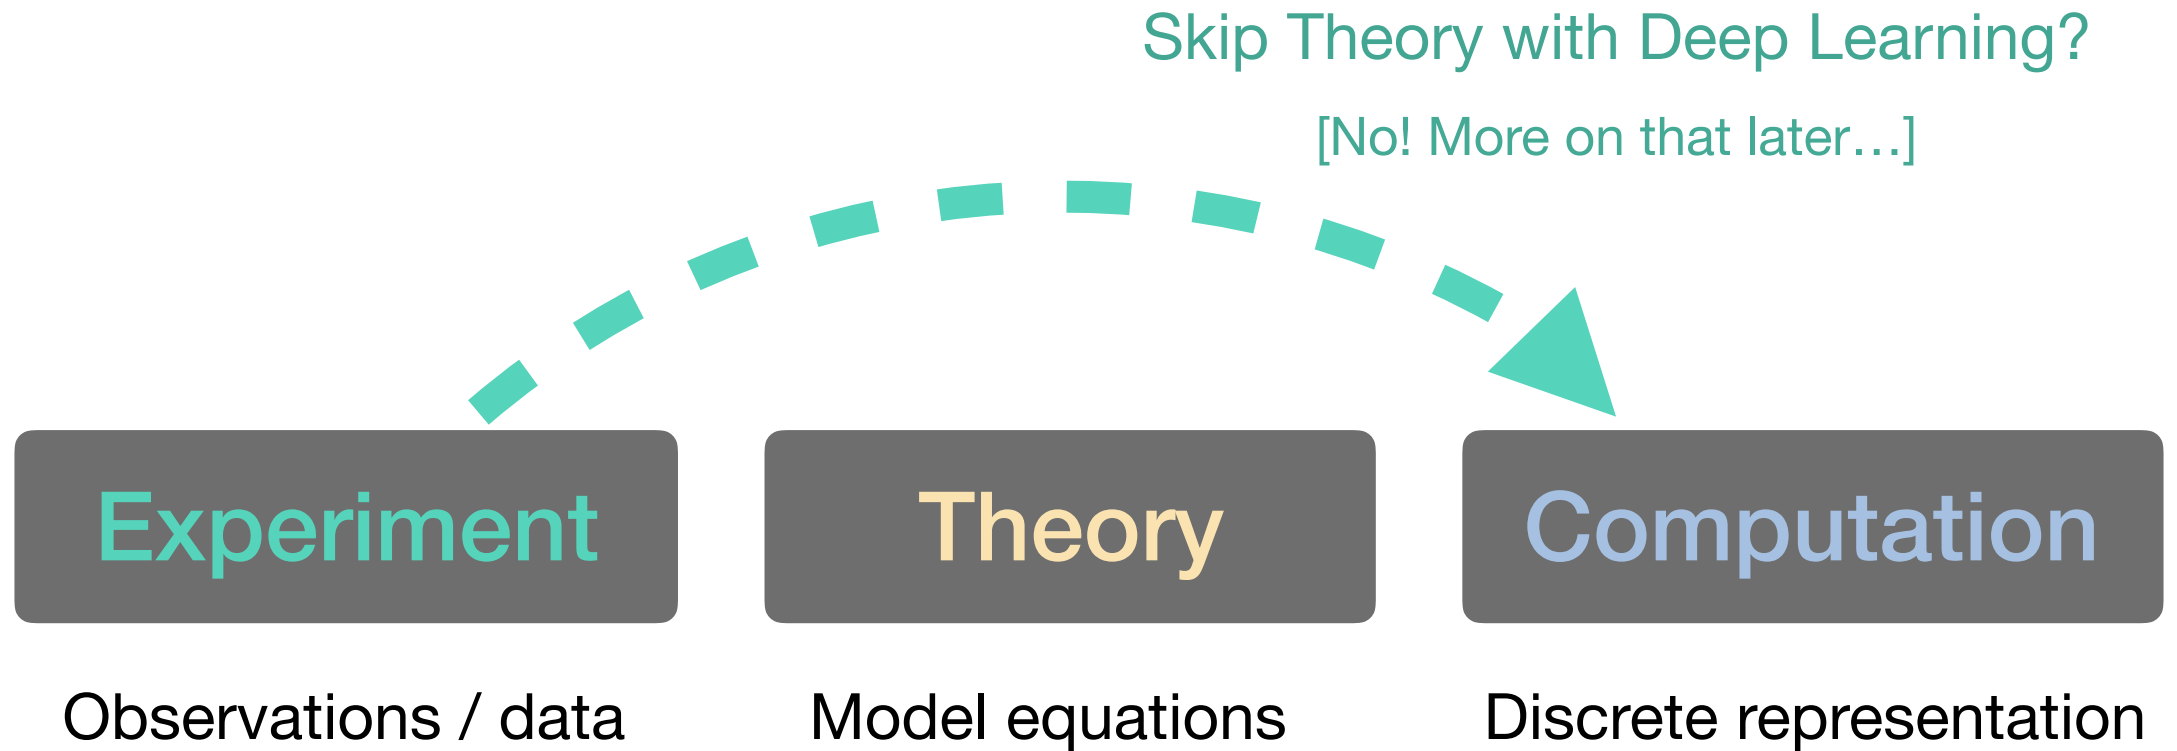 Skip Theory with Deep Learning?
[No! More on that later…]
Experiment
Theory
Computation
Observations / data
Model equations
Discrete representation